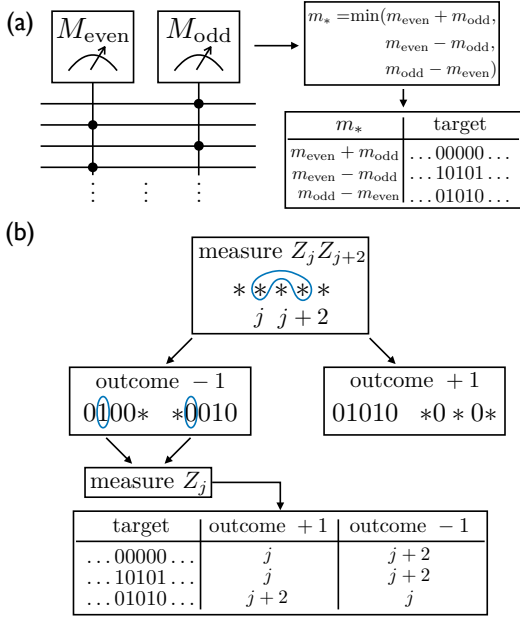 (a)
M_even M_odd
m_* =min(m_even + m_odd,
m_even − m_odd,
m_odd − m_even)
m_* target
m_even + m_odd ...00000...
m_even − m_odd ...10101...
m_odd − m_even ...01010...
(b)
measure Z_j Z_{j+2}
* * * * *
j j + 2
outcome −1
0100* *0010
outcome +1
01010 *0 * 0*
measure Z_j
target outcome +1 outcome −1
...00000... j j + 2
...10101... j j + 2
...01010... j + 2 j